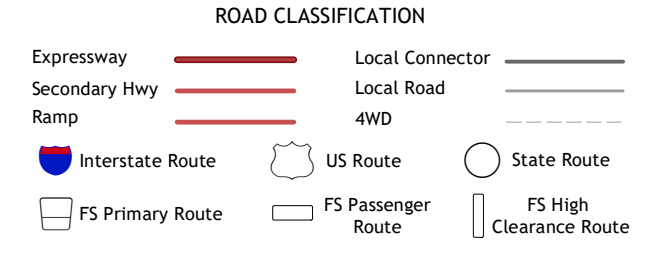 ROAD CLASSIFICATION
Expressway
Local Connector
Secondary Hwy
Local Road
Ramp
4WD
Interstate Route
US Route
State Route
FS Primary Route
FS Passenger
Route
FS High
Clearance Route